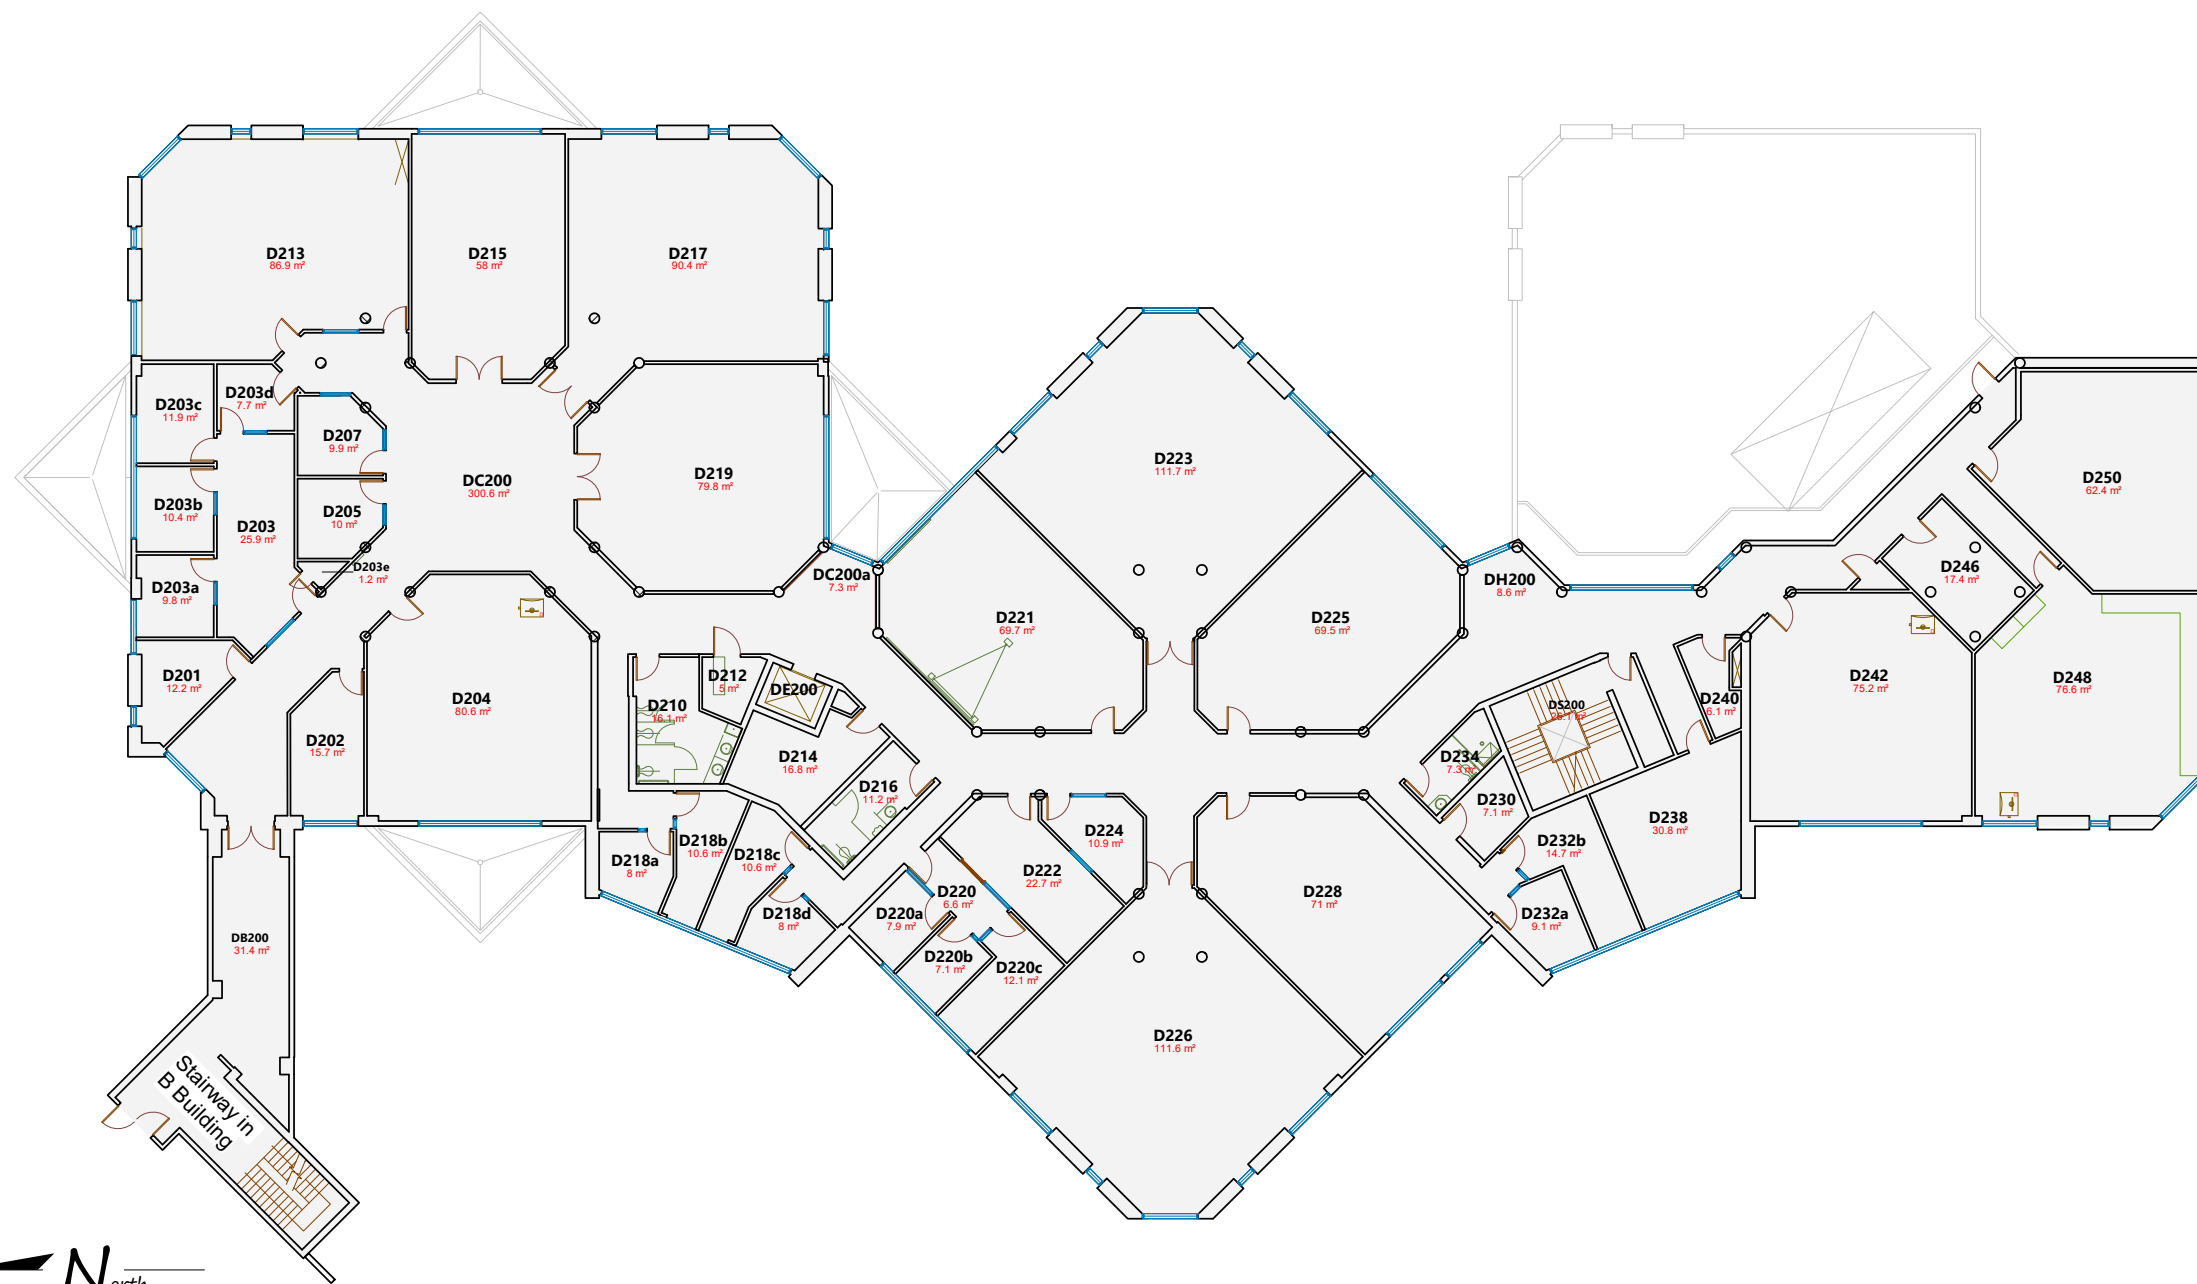 D213
86.9 m²
D215
58 m²
D217
90.4 m²
D203c
11.9 m²
D203d
7.7 m²
D207
9.9 m²
D203b
10.4 m²
D203
25.9 m²
D205
10 m²
DC200
300.6 m²
D219
79.8 m²
D203a
9.8 m²
D203e
1.2 m²
DC200a
7.3 m²
D201
12.2 m²
D202
15.7 m²
D204
80.6 m²
D210
16.1 m²
D212
5 m²
DE200
D214
16.8 m²
D216
11.2 m²
D218a
8 m²
D218b
10.6 m²
D218c
10.6 m²
D218d
8 m²
D221
69.7 m²
D223
111.7 m²
D225
69.5 m²
D220
6.6 m²
D220a
7.9 m²
D220b
7.1 m²
D220c
12.1 m²
D222
22.7 m²
D224
10.9 m²
D226
111.6 m²
D228
71 m²
DH200
8.6 m²
D234
7.3 m²
D230
7.1 m²
DS200
D232b
14.7 m²
D232a
9.1 m²
D238
30.8 m²
D240
6.1 m²
D242
75.2 m²
D246
17.4 m²
D250
62.4 m²
D248
76.6 m²
DB200
31.4 m²
Stairway in
B Building
North